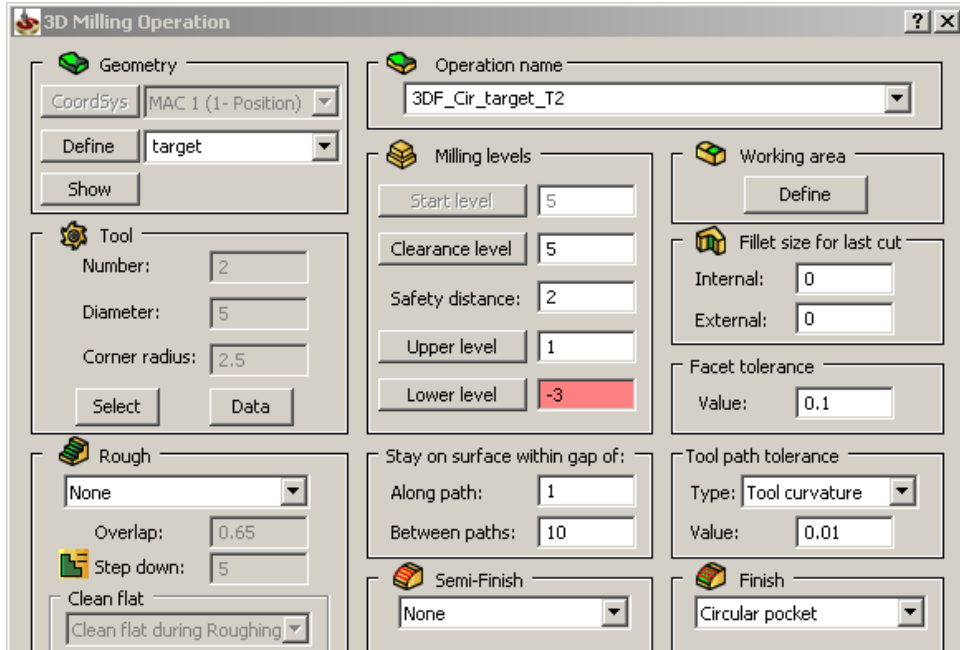 3D Milling Operation
Geometry
CoordSys MAC 1 (1- Position)
Define target
Show
Tool
Number: 2
Diameter: 5
Corner radius: 2.5
Select Data
Rough
None
Overlap: 0.65
Step down: 5
Clean flat
Clean flat during Roughing
Operation name
3DF_Cir_target_T2
Milling levels
Start level 5
Clearance level 5
Safety distance: 2
Upper level 1
Lower level -3
Stay on surface within gap of:
Along path: 1
Between paths: 10
Semi-Finish
None
Working area
Define
Fillet size for last cut
Internal: 0
External: 0
Facet tolerance
Value: 0.1
Tool path tolerance
Type: Tool curvature
Value: 0.01
Finish
Circular pocket